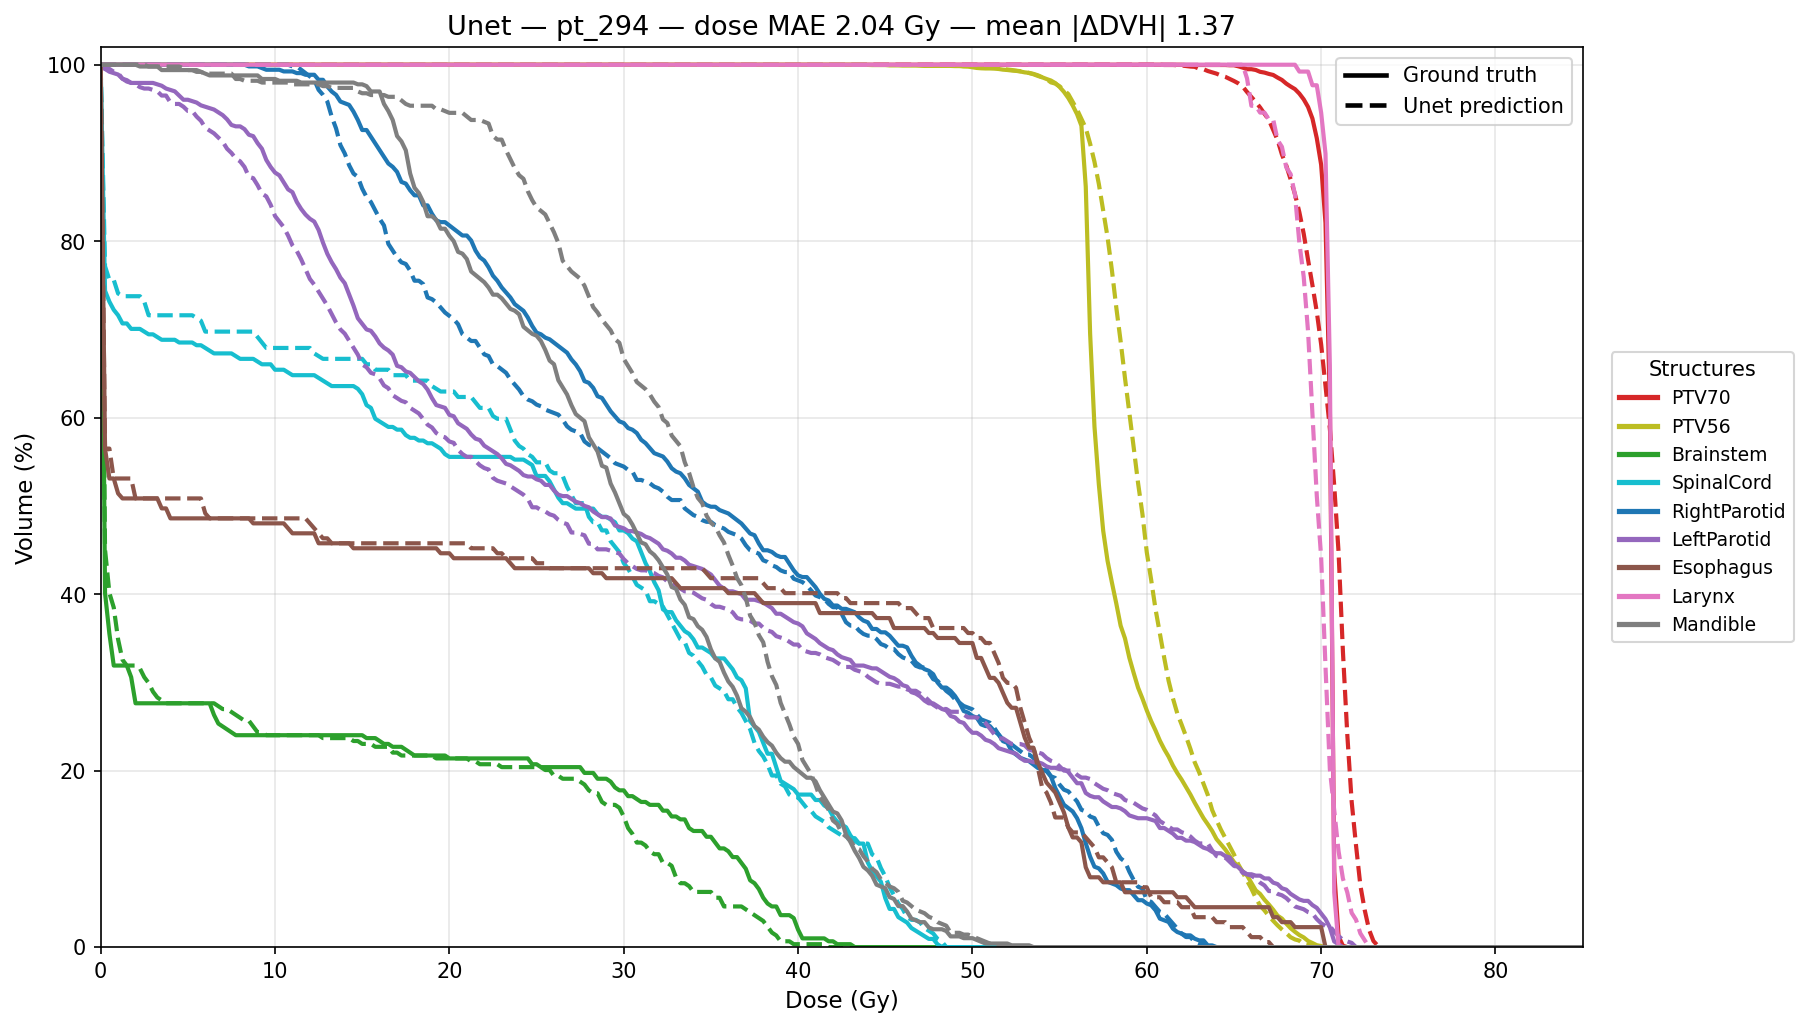 Unet — pt_294 — dose MAE 2.04 Gy — mean |ΔDVH| 1.37
Ground truth
Unet prediction
Structures
PTV70
PTV56
Brainstem
SpinalCord
RightParotid
LeftParotid
Esophagus
Larynx
Mandible
Volume (%)
100
80
60
40
20
0
0 10 20 30 40 50 60 70 80
Dose (Gy)